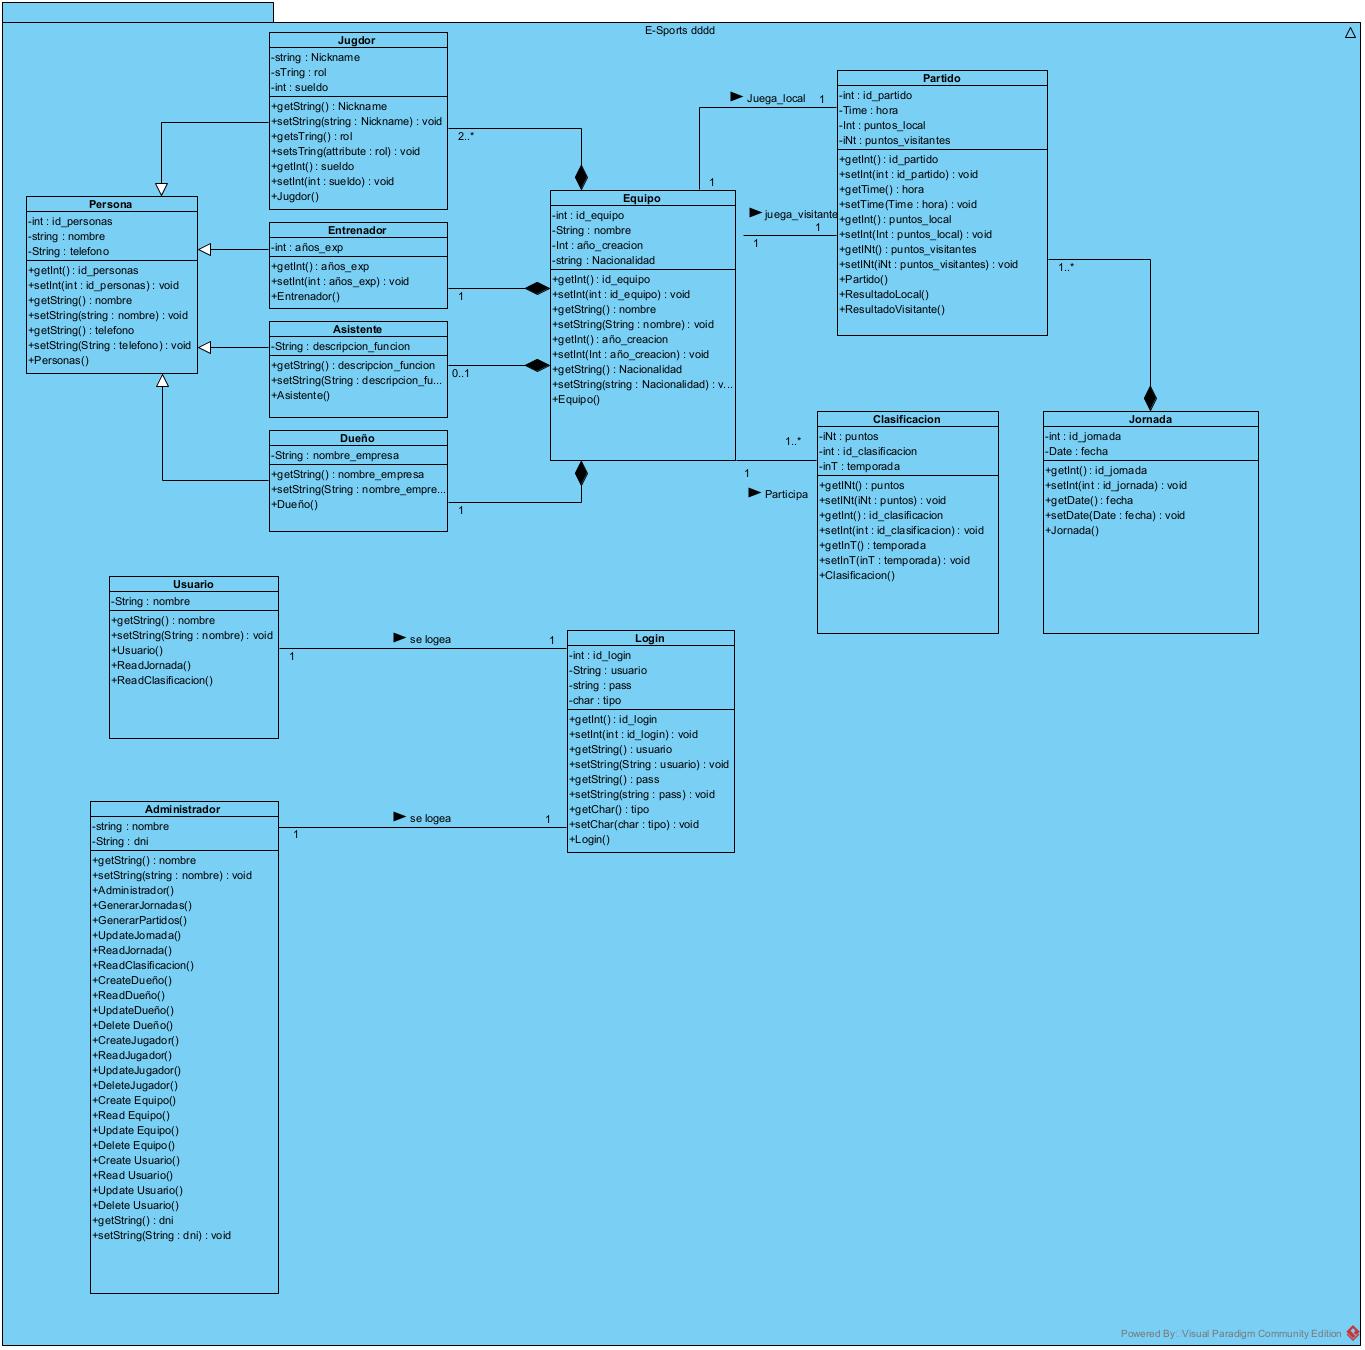 E-Sports dddd
Jugdor
-string : Nickname
-sTring : rol
-int : sueldo
+getString() : Nickname
+setString(string : Nickname) : void
+getsTring() : rol
+setsTring(attribute : rol) : void
+getInt() : sueldo
+setInt(int : sueldo) : void
+Jugdor()
2..*
Persona
-int : id_personas
-string : nombre
-String : telefono
+getInt() : id_personas
+setInt(int : id_personas) : void
+getString() : nombre
+setString(string : nombre) : void
+getString() : telefono
+setString(String : telefono) : void
+Personas()
Entrenador
-int : años_exp
+getInt() : años_exp
+setInt(int : años_exp) : void
+Entrenador()
1
Asistente
-String : descripcion_funcion
+getString() : descripcion_funcion
+setString(String : descripcion_fu...
+Asistente()
0..1
Dueño
-String : nombre_empresa
+getString() : nombre_empresa
+setString(String : nombre_empre...
+Dueño()
1
Equipo
-int : id_equipo
-String : nombre
-Int : año_creacion
-string : Nacionalidad
+getInt() : id_equipo
+setInt(int : id_equipo) : void
+getString() : nombre
+setString(String : nombre) : void
+getInt() : año_creacion
+setInt(Int : año_creacion) : void
+getString() : Nacionalidad
+setString(string : Nacionalidad) : v...
+Equipo()
Juega_local
1
1
juega_visitante
1
1
Partido
-int : id_partido
-Time : hora
-Int : puntos_local
-iNt : puntos_visitantes
+getInt() : id_partido
+setInt(int : id_partido) : void
+getTime() : hora
+setTime(Time : hora) : void
+getInt() : puntos_local
+setInt(Int : puntos_local) : void
+getINt() : puntos_visitantes
+setINt(iNt : puntos_visitantes) : void
+Partido()
+ResultadoLocal()
+ResultadoVisitante()
1..*
1..*
1
Participa
Clasificacion
-iNt : puntos
-int : id_clasificacion
-inT : temporada
+getINt() : puntos
+setINt(iNt : puntos) : void
+getInt() : id_clasificacion
+setInt(int : id_clasificacion) : void
+getInT() : temporada
+setInT(inT : temporada) : void
+Clasificacion()
Jornada
-int : id_jornada
-Date : fecha
+getInt() : id_jornada
+setInt(int : id_jornada) : void
+getDate() : fecha
+setDate(Date : fecha) : void
+Jornada()
Usuario
-String : nombre
+getString() : nombre
+setString(String : nombre) : void
+Usuario()
+ReadJornada()
+ReadClasificacion()
se logea
1
1
Login
-int : id_login
-String : usuario
-string : pass
-char : tipo
+getInt() : id_login
+setInt(int : id_login) : void
+getString() : usuario
+setString(String : usuario) : void
+getString() : pass
+setString(string : pass) : void
+getChar() : tipo
+setChar(char : tipo) : void
+Login()
se logea
1
1
Administrador
-string : nombre
-String : dni
+getString() : nombre
+setString(string : nombre) : void
+Administrador()
+GenerarJornadas()
+GenerarPartidos()
+UpdateJornada()
+ReadJornada()
+ReadClasificacion()
+CreateDueño()
+ReadDueño()
+UpdateDueño()
+Delete Dueño()
+CreateJugador()
+ReadJugador()
+UpdateJugador()
+DeleteJugador()
+Create Equipo()
+Read Equipo()
+Update Equipo()
+Delete Equipo()
+Create Usuario()
+Read Usuario()
+Update Usuario()
+Delete Usuario()
+getString() : dni
+setString(String : dni) : void
Powered By: Visual Paradigm Community Edition